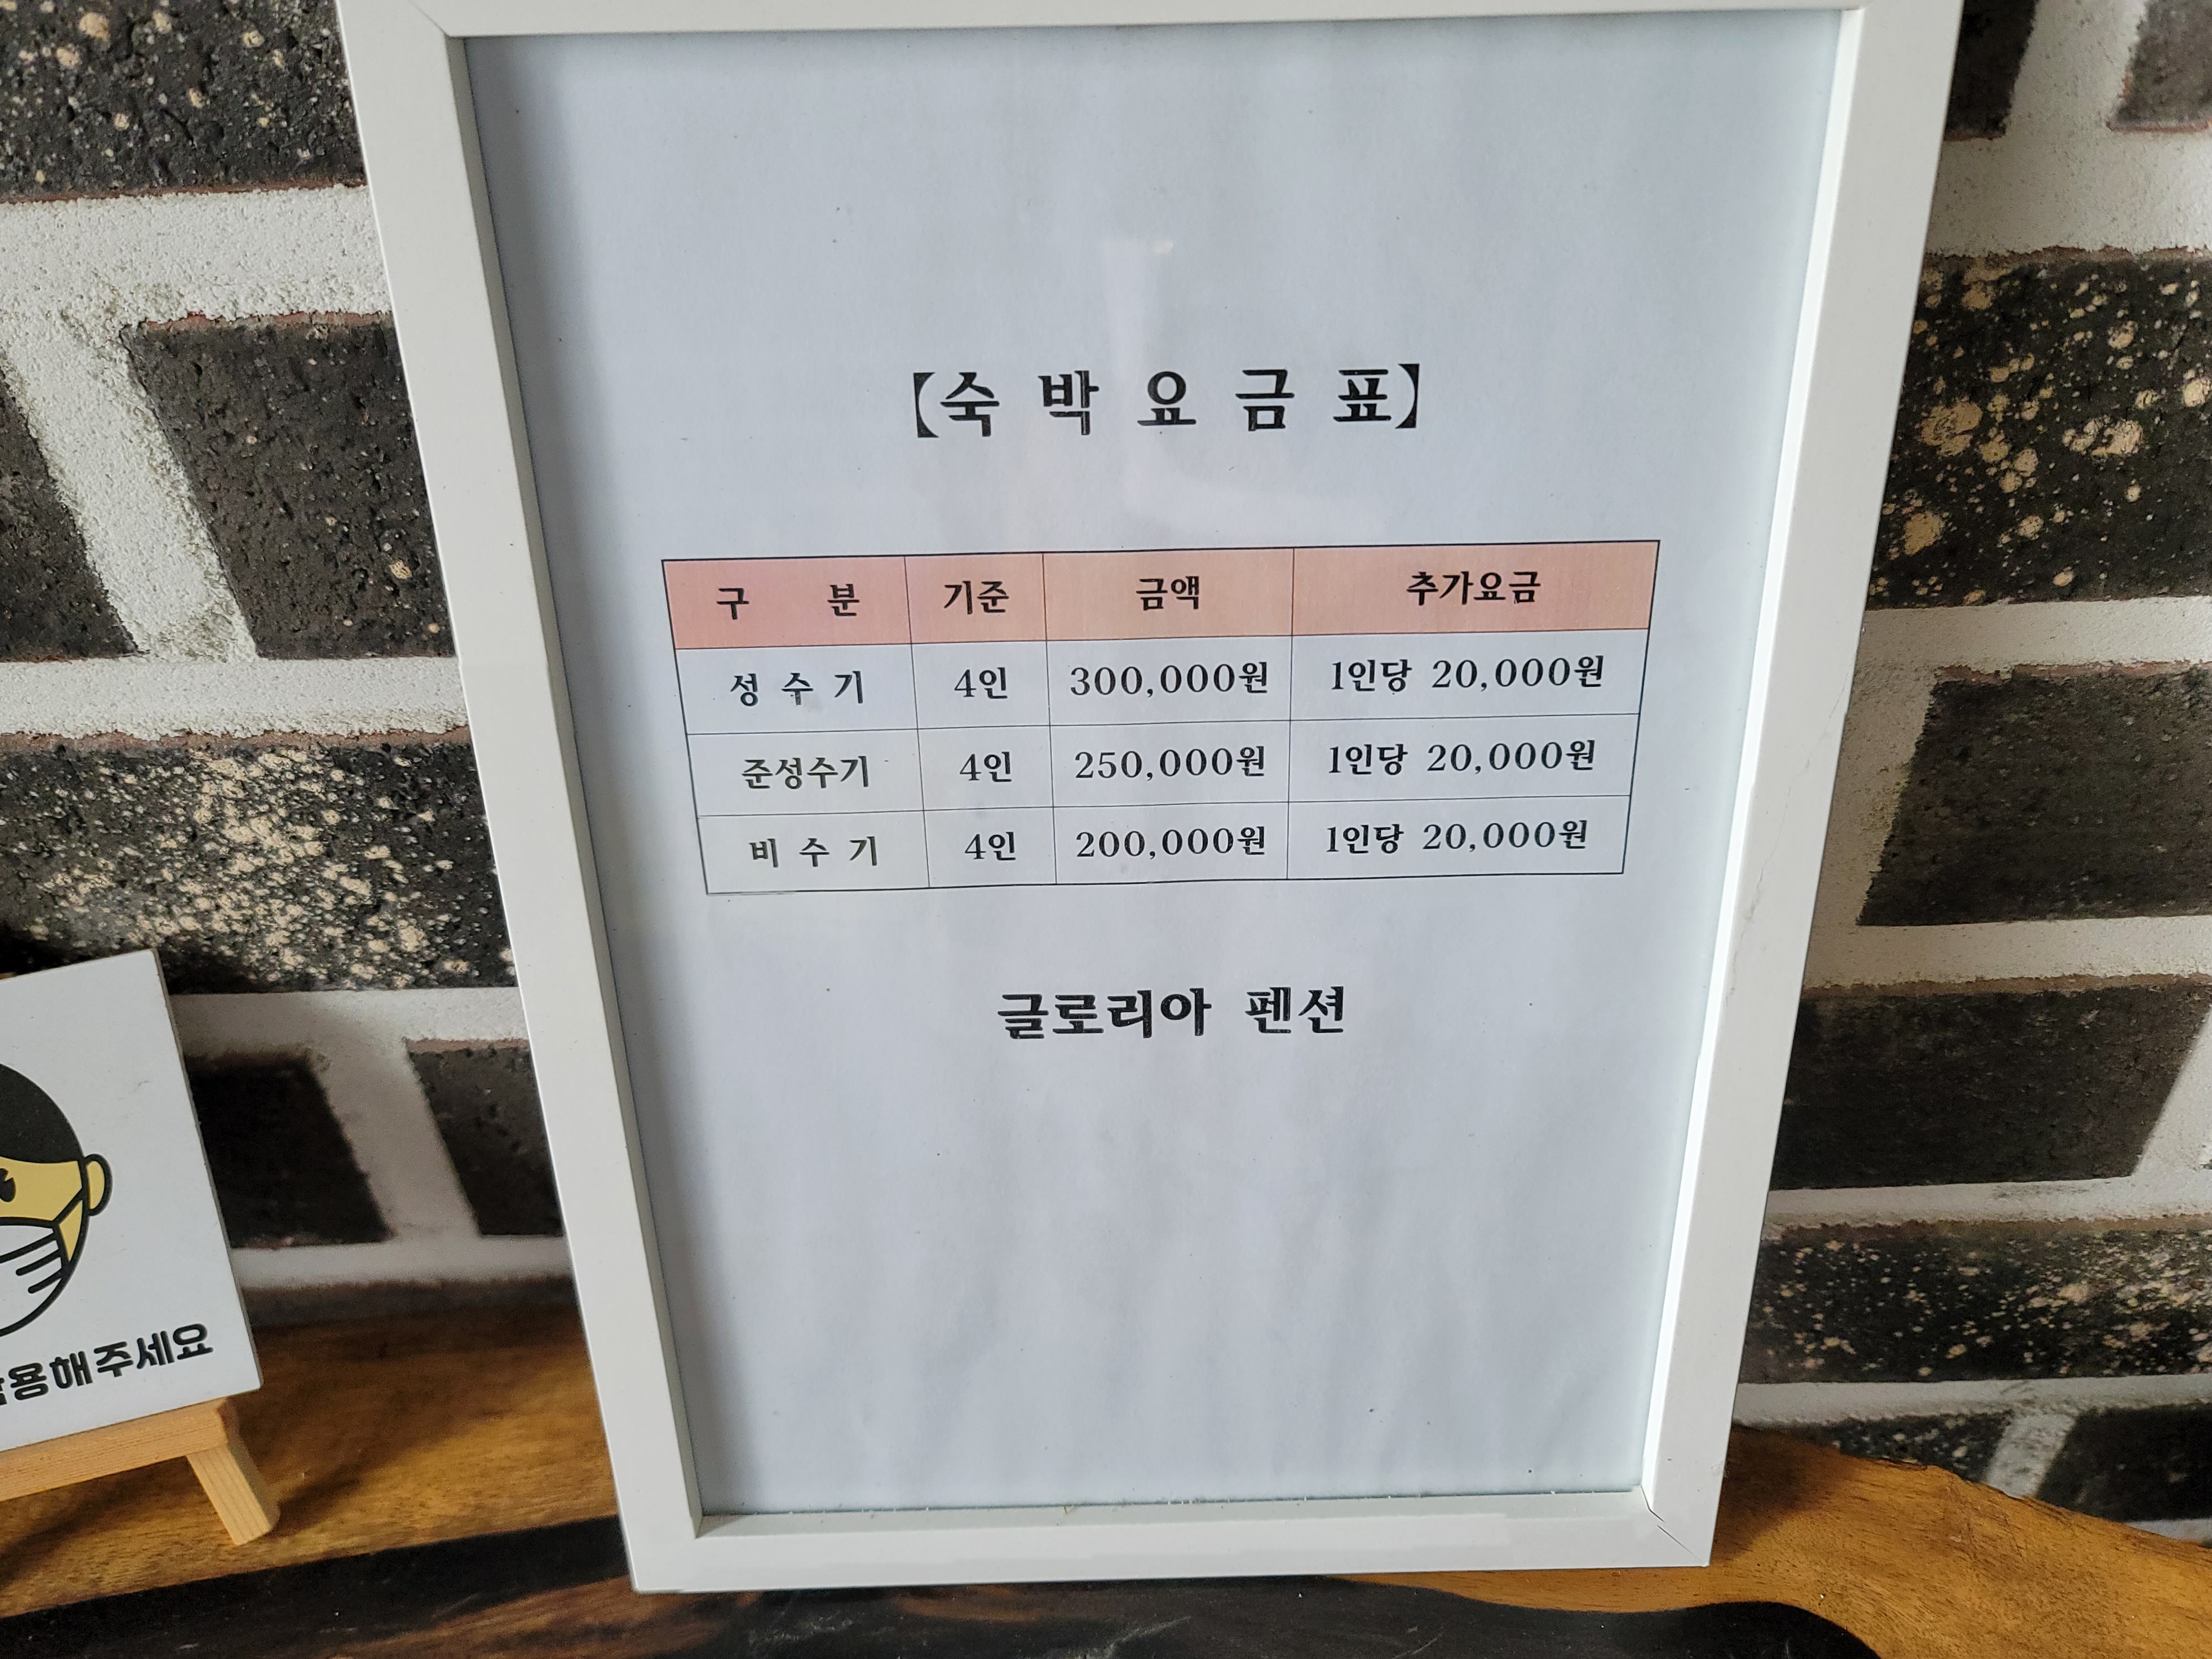 【숙 박 요 금 표】
구 분 기준 금액 추가요금
성 수 기 4인 300,000원 1인당 20,000원
준성수기 4인 250,000원 1인당 20,000원
비 수 기 4인 200,000원 1인당 20,000원
글로리아 펜션
용해주세요